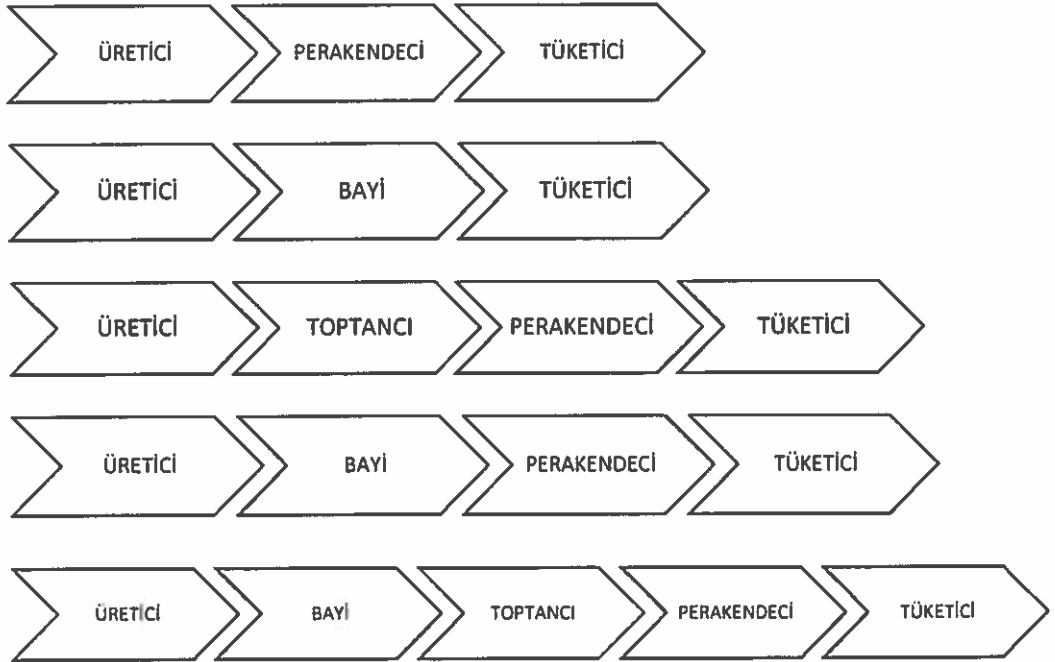 ÜRETİCİ PERAKENDECİ TÜKETİCİ
ÜRETİCİ BAYİ TÜKETİCİ
ÜRETİCİ TOPTANCI PERAKENDECİ TÜKETİCİ
ÜRETİCİ BAYİ PERAKENDECİ TÜKETİCİ
ÜRETİCİ BAYİ TOPTANCI PERAKENDECİ TÜKETİCİ